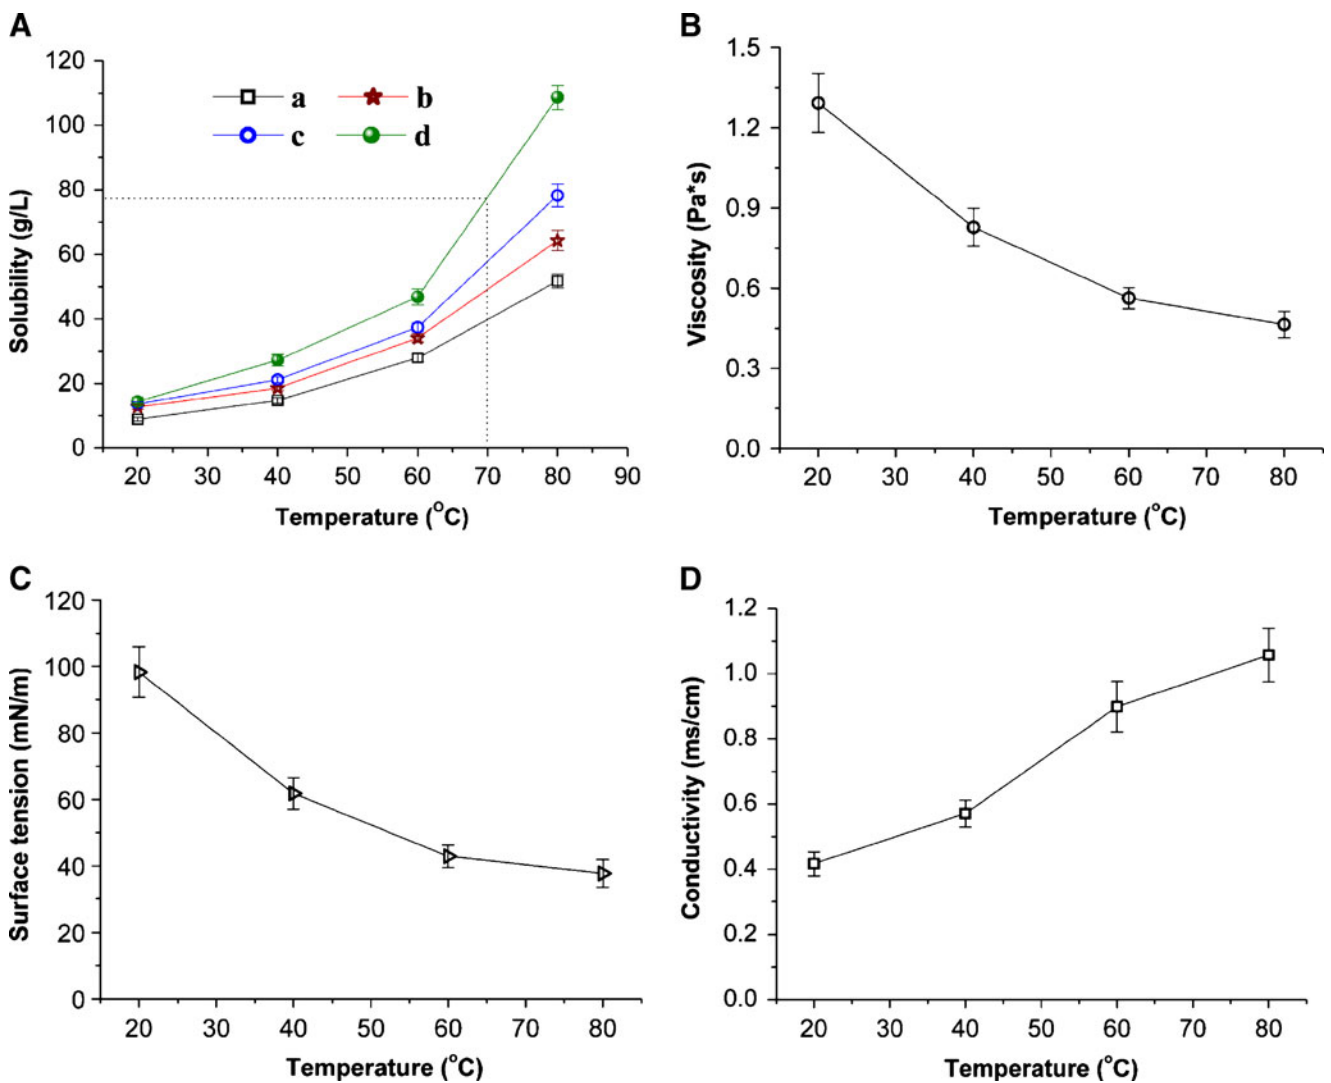 A
120
100
80
60
40
20
0
Solubility (g/L)
a
b
c
d
20 30 40 50 60 70 80 90
Temperature (°C)
B
1.5
1.2
0.9
0.6
0.3
0.0
Viscosity (Pa*s)
20 30 40 50 60 70 80
Temperature (°C)
C
120
100
80
60
40
20
0
Surface tension (mN/m)
20 30 40 50 60 70 80
Temperature (°C)
D
1.2
1.0
0.8
0.6
0.4
0.2
0.0
Conductivity (ms/cm)
20 30 40 50 60 70 80
Temperature (°C)